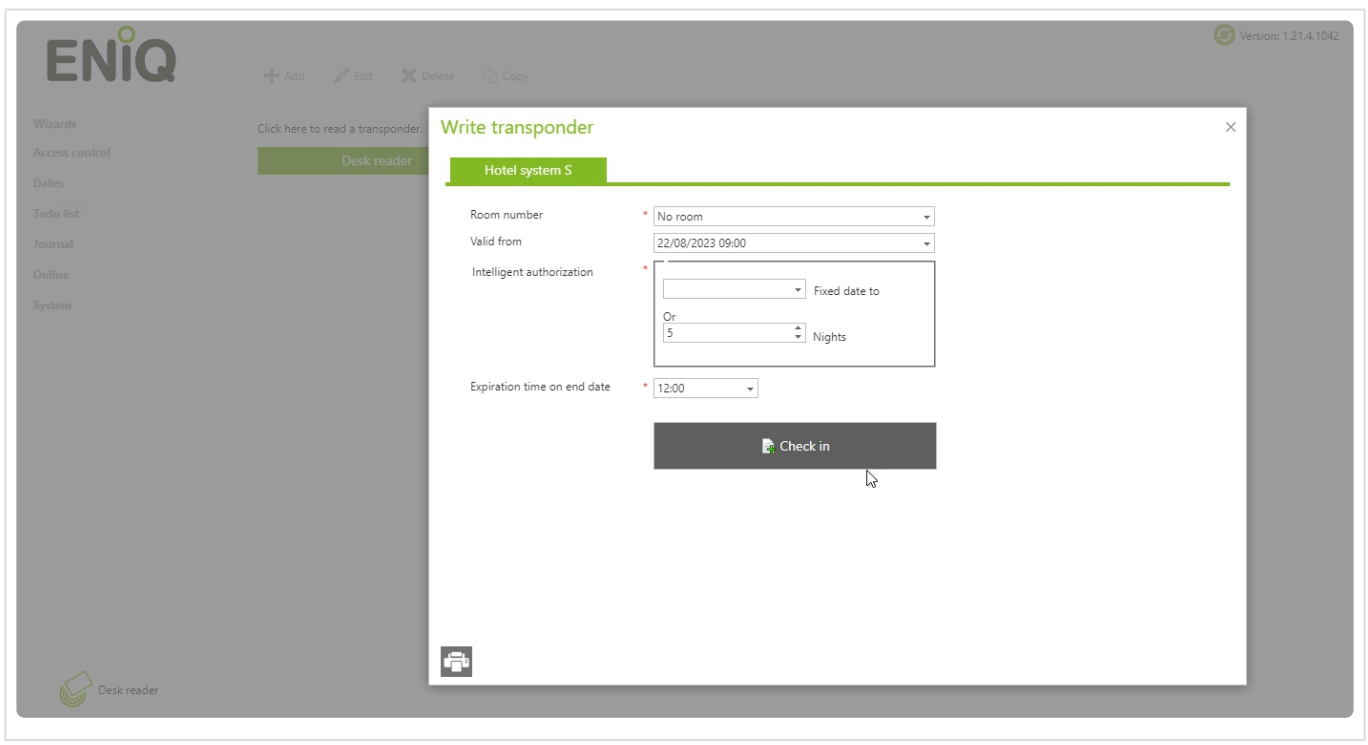 ENiQ
Version: 1.21.4.1042
Add Edit Delete Copy
Wizards
Access control
Dates
Todo list
Journal
Online
System
Click here to read a transponder.
Desk reader
Write transponder
Hotel system S
Room number * No room
Valid from 22/08/2023 09:00
Intelligent authorization *
Fixed date to
Or
5 Nights
Expiration time on end date * 12:00
Check in
Desk reader